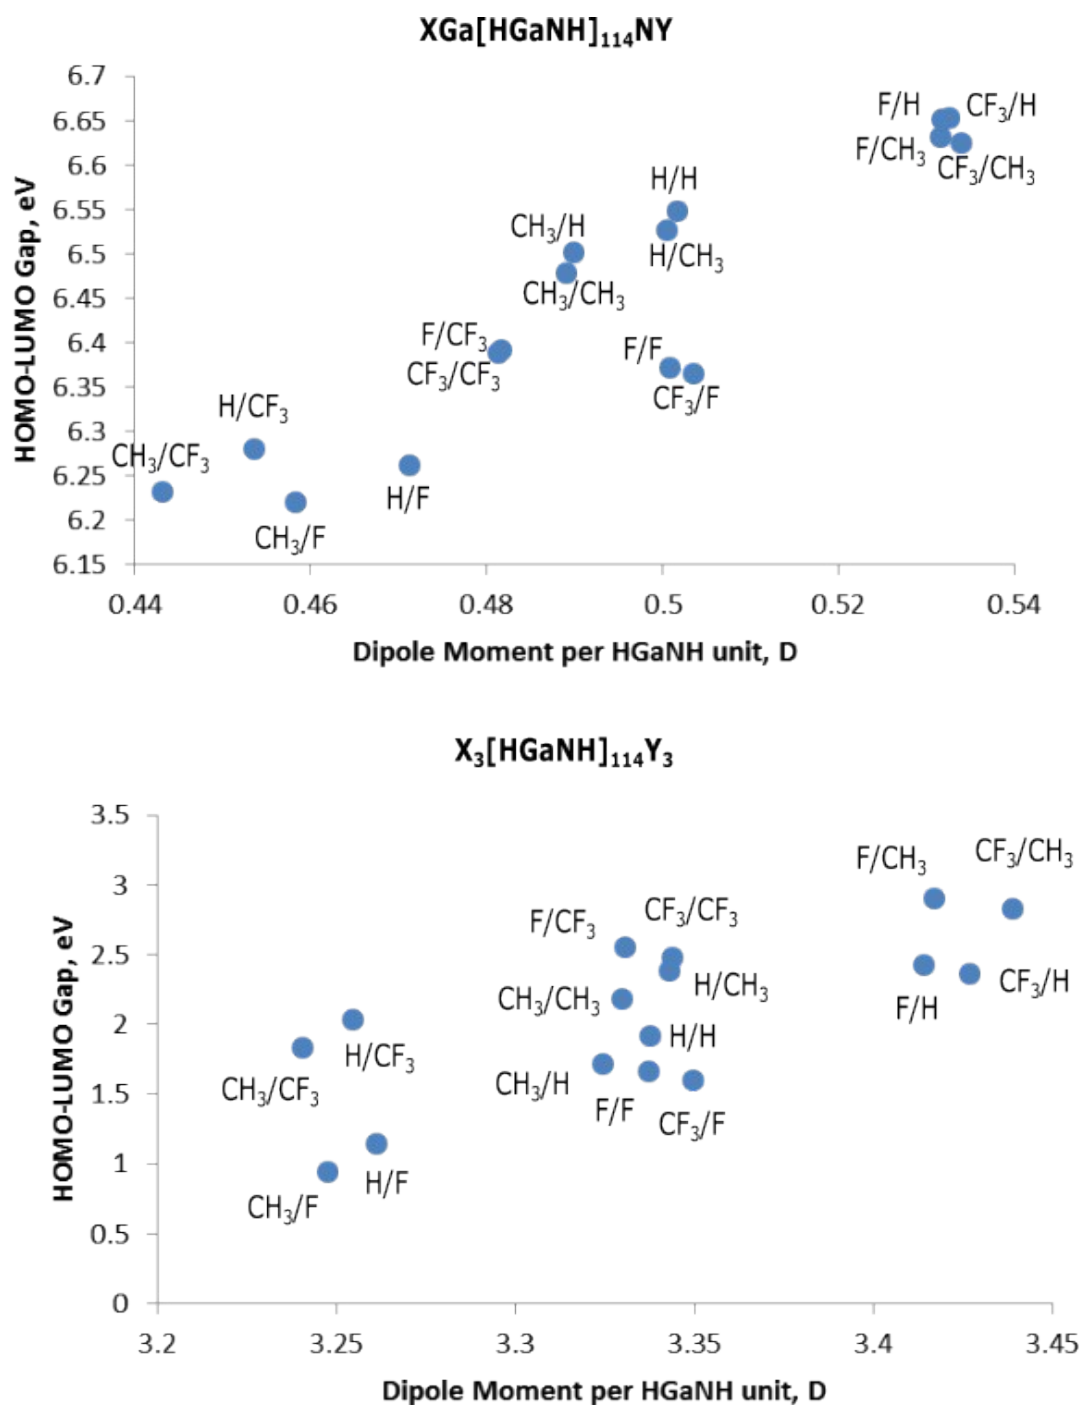 XGa[HGaNH]₁₁₄NY
HOMO-LUMO Gap, eV
6.7
6.65
6.6
6.55
6.5
6.45
6.4
6.35
6.3
6.25
6.2
6.15
F/H
CF₃/H
F/CH₃
CF₃/CH₃
H/H
CH₃/H
H/CH₃
CH₃/CH₃
F/CF₃
F/F
CF₃/CF₃
CF₃/F
H/CF₃
CH₃/CF₃
H/F
CH₃/F
0.44 0.46 0.48 0.5 0.52 0.54
Dipole Moment per HGaNH unit, D
X₃[HGaNH]₁₁₄Y₃
HOMO-LUMO Gap, eV
3.5
3
2.5
2
1.5
1
0.5
0
F/CH₃
CF₃/CH₃
CF₃/CF₃
F/CF₃
CF₃/H
H/CH₃
CH₃/CH₃
F/H
H/H
H/CF₃
CH₃/H
CH₃/CF₃
F/F
CF₃/F
H/F
CH₃/F
3.2 3.25 3.3 3.35 3.4 3.45
Dipole Moment per HGaNH unit, D